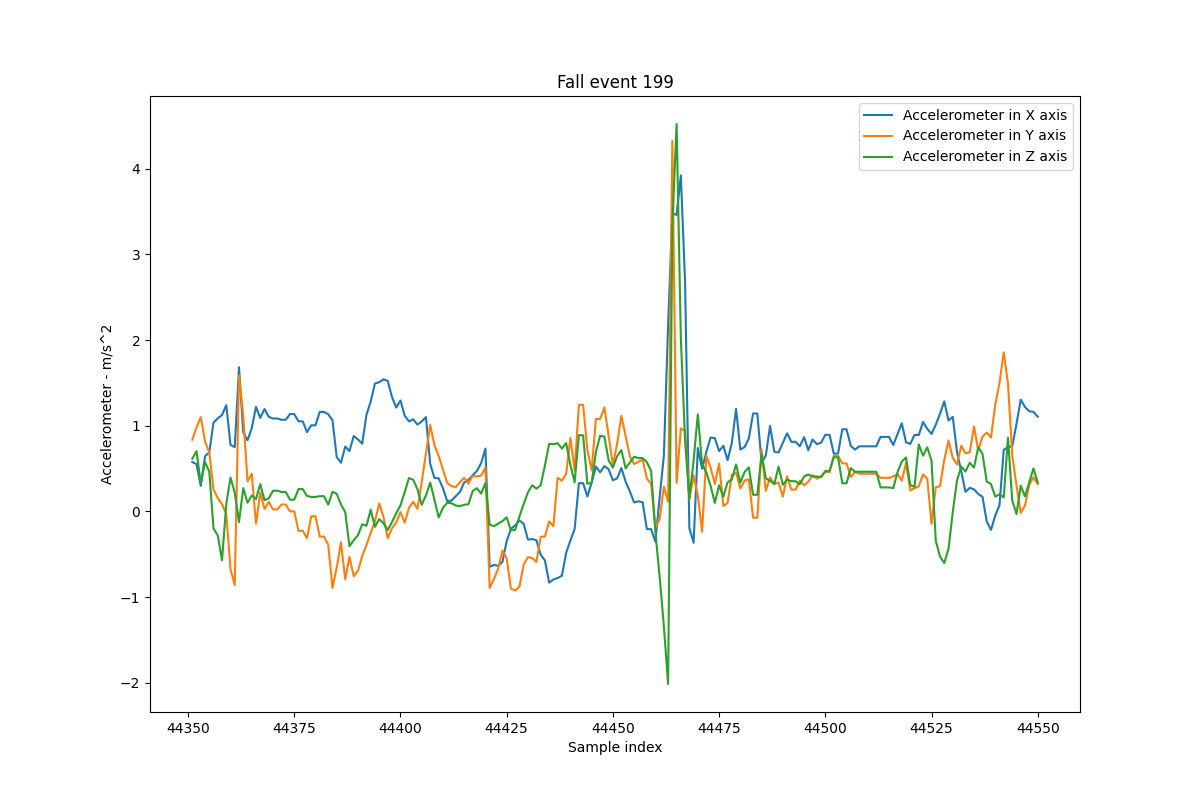 Fall event 199
Accelerometer in X axis
Accelerometer in Y axis
Accelerometer in Z axis
Accelerometer - m/s^2
4
3
2
1
0
−1
−2
44350 44375 44400 44425 44450 44475 44500 44525 44550
Sample index